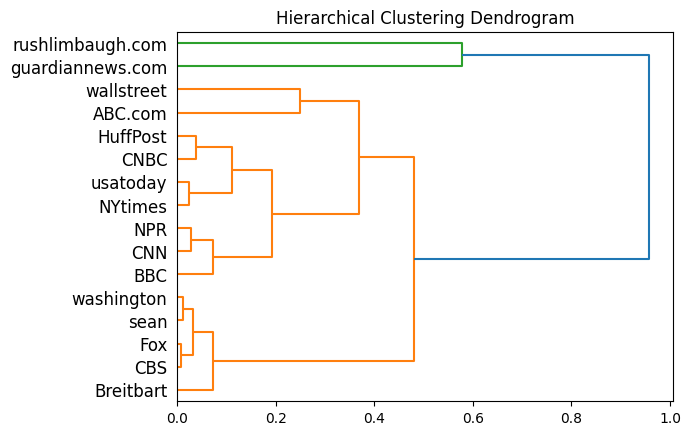 Hierarchical Clustering Dendrogram
rushlimbaugh.com
guardiannews.com
wallstreet
ABC.com
HuffPost
CNBC
usatoday
NYtimes
NPR
CNN
BBC
washington
sean
Fox
CBS
Breitbart
0.0 0.2 0.4 0.6 0.8 1.0